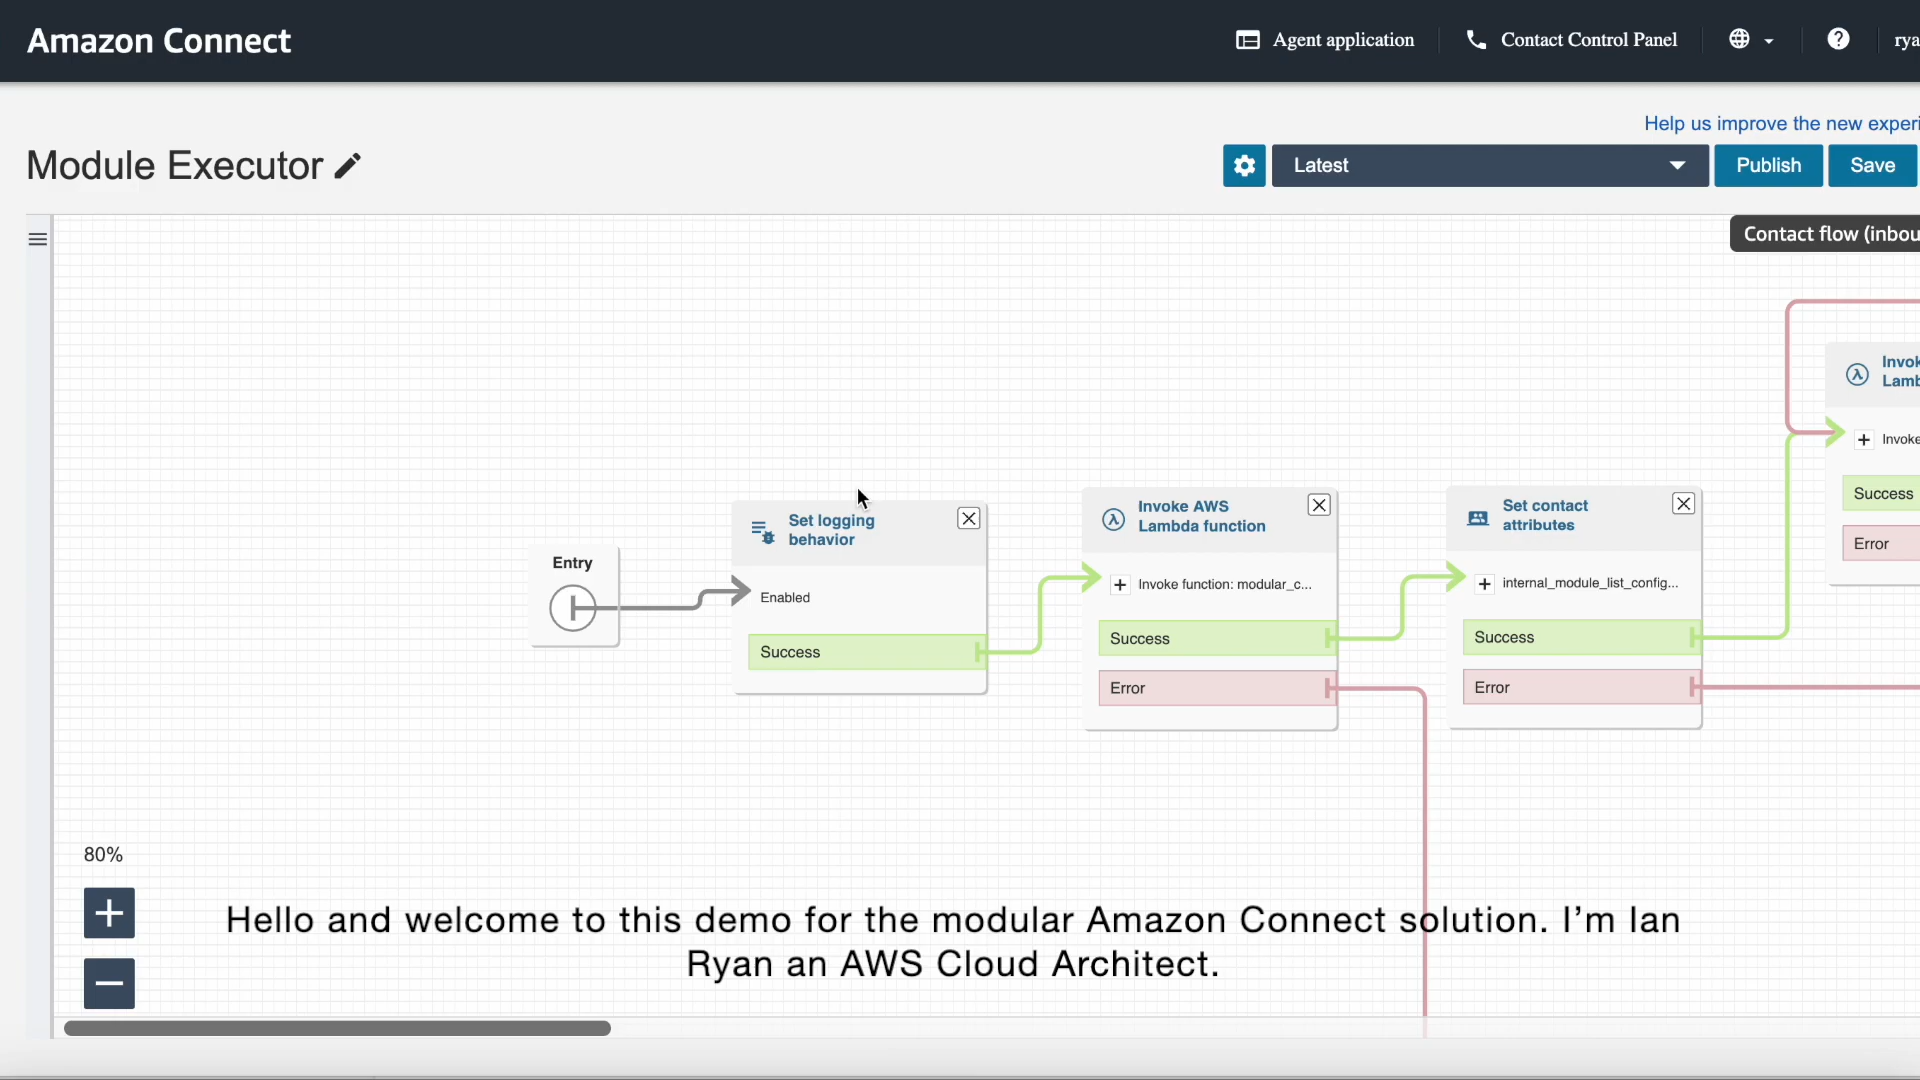 Amazon Connect
Agent application
Contact Control Panel
rya
Help us improve the new experi
Module Executor
Latest
Publish
Save
Contact flow (inbou
Entry
Set logging
behavior
Enabled
Success
Invoke AWS
Lambda function
Invoke function: modular_c...
Success
Error
Set contact
attributes
internal_module_list_config...
Success
Error
Invok
Lamb
Invoke
Success
Error
80%
Hello and welcome to this demo for the modular Amazon Connect solution. I'm Ian
Ryan an AWS Cloud Architect.